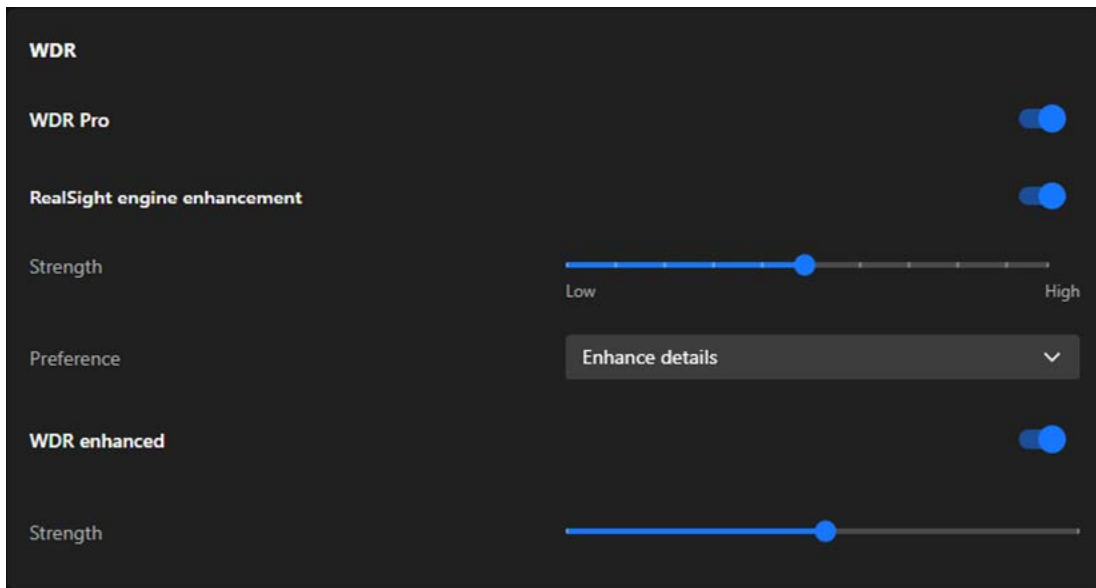 WDR
WDR Pro
RealSight engine enhancement
Strength
Low High
Preference Enhance details
WDR enhanced
Strength